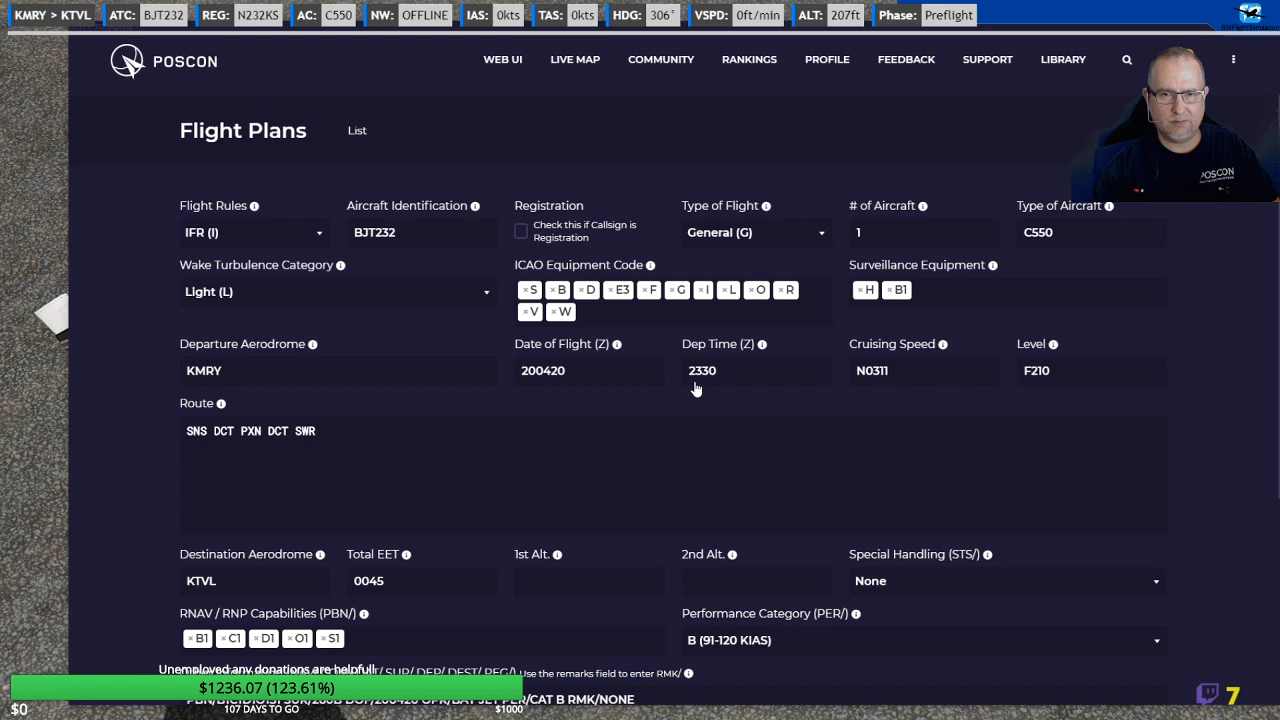 KMRY > KTVL ATC: BJT232 REG: N232KS AC: C550 NW: OFFLINE IAS: 0kts TAS: 0kts HDG: 306° VSPD: 0ft/min ALT: 207ft Phase: Preflight
POSCON WEB UI LIVE MAP COMMUNITY RANKINGS PROFILE FEEDBACK SUPPORT LIBRARY
Flight Plans List
POSCON
Flight Rules Aircraft Identification Registration Type of Flight # of Aircraft Type of Aircraft
IFR (I) BJT232 Check this if Callsign is Registration General (G) 1 C550
Wake Turbulence Category ICAO Equipment Code Surveillance Equipment
Light (L) ×S ×B ×D ×E3 ×F ×G ×I ×L ×O ×R ×H ×B1
×V ×W
Departure Aerodrome Date of Flight (Z) Dep Time (Z) Cruising Speed Level
KMRY 200420 2330 N0311 F210
Route
SNS DCT PXN DCT SWR
Destination Aerodrome Total EET 1st Alt. 2nd Alt. Special Handling (STS/)
KTVL 0045 None
RNAV / RNP Capabilities (PBN/) Performance Category (PER/)
×B1 ×C1 ×D1 ×O1 ×S1 B (91-120 KIAS)
Unemployed any donations are helpful!
SUR/ DEP/ DEST/ REG/) Use the remarks field to enter RMK/
$1236.07 (123.61%)
PER/CAT B RMK/NONE
$0 107 DAYS TO GO $1000
7